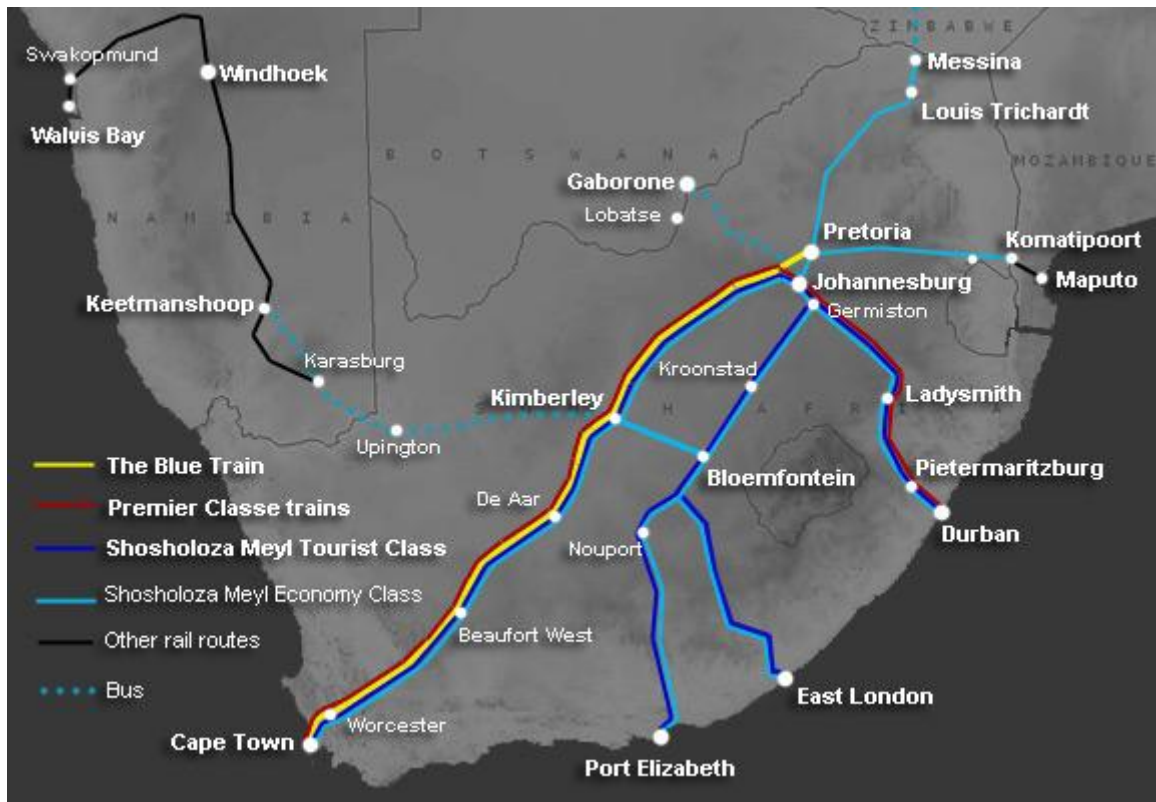 ZIMBABWE
Swakopmund
Messina
Windhoek
Louis Trichardt
Walvis Bay
BOTSWANA
MOZAMBIQUE
Gaborone
NAMIBIA
Lobatse
Pretoria
Komatipoort
Johannesburg
Maputo
Keetmanshoop
Germiston
Karasburg
Kroonstad
Kimberley
Ladysmith
SOUTH AFRICA
Upington
The Blue Train
Bloemfontein
Pietermaritzburg
De Aar
Premier Classe trains
Durban
Shosholoza Meyl Tourist Class
Nouport
Shosholoza Meyl Economy Class
Other rail routes
Beaufort West
Bus
East London
Worcester
Cape Town
Port Elizabeth